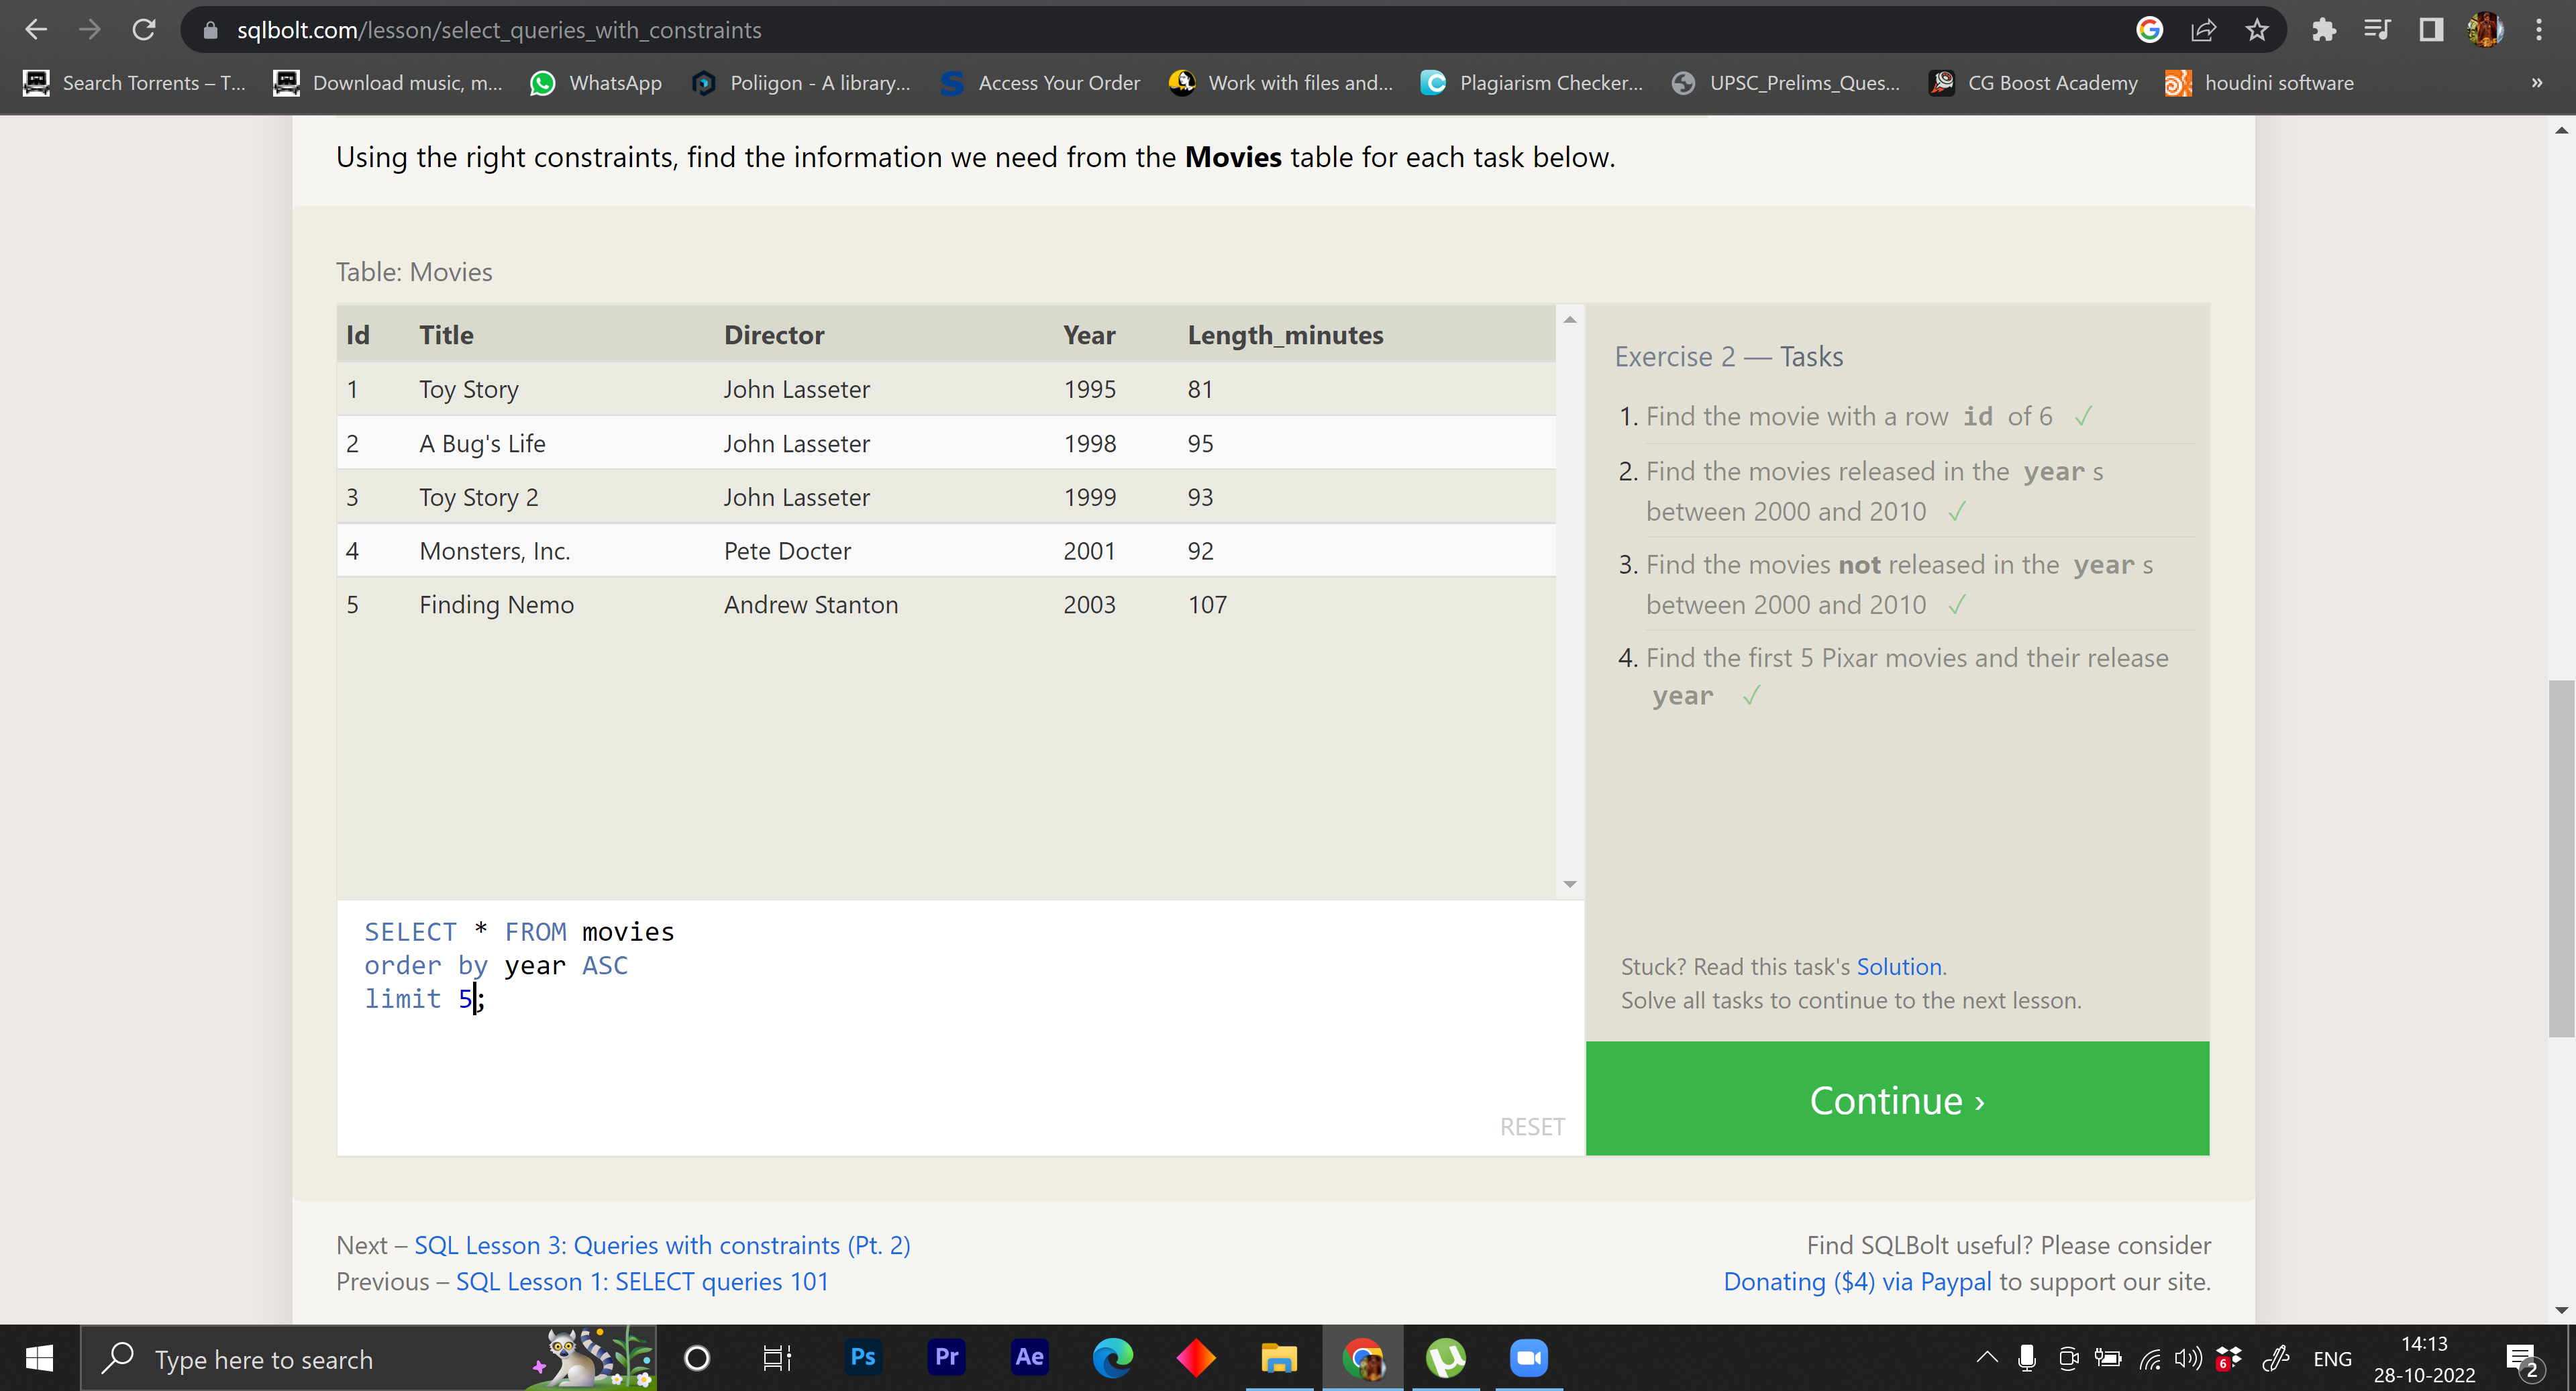 sqlbolt.com/lesson/select_queries_with_constraints
Search Torrents – T...
Download music, m...
WhatsApp
Poliigon - A library...
Access Your Order
Work with files and...
Plagiarism Checker...
UPSC_Prelims_Ques...
CG Boost Academy
houdini software
»
Using the right constraints, find the information we need from the Movies table for each task below.
Table: Movies
Id Title Director Year Length_minutes
1 Toy Story John Lasseter 1995 81
2 A Bug's Life John Lasseter 1998 95
3 Toy Story 2 John Lasseter 1999 93
4 Monsters, Inc. Pete Docter 2001 92
5 Finding Nemo Andrew Stanton 2003 107
Exercise 2 — Tasks
1. Find the movie with a row id of 6 ✓
2. Find the movies released in the year s
between 2000 and 2010 ✓
3. Find the movies not released in the year s
between 2000 and 2010 ✓
4. Find the first 5 Pixar movies and their release
year ✓
SELECT * FROM movies
order by year ASC
limit 5;
RESET
Stuck? Read this task's Solution.
Solve all tasks to continue to the next lesson.
Continue ›
Next – SQL Lesson 3: Queries with constraints (Pt. 2)
Previous – SQL Lesson 1: SELECT queries 101
Find SQLBolt useful? Please consider
Donating ($4) via Paypal to support our site.
Type here to search
Ps
Pr
Ae
6
ENG
14:13
28-10-2022
2